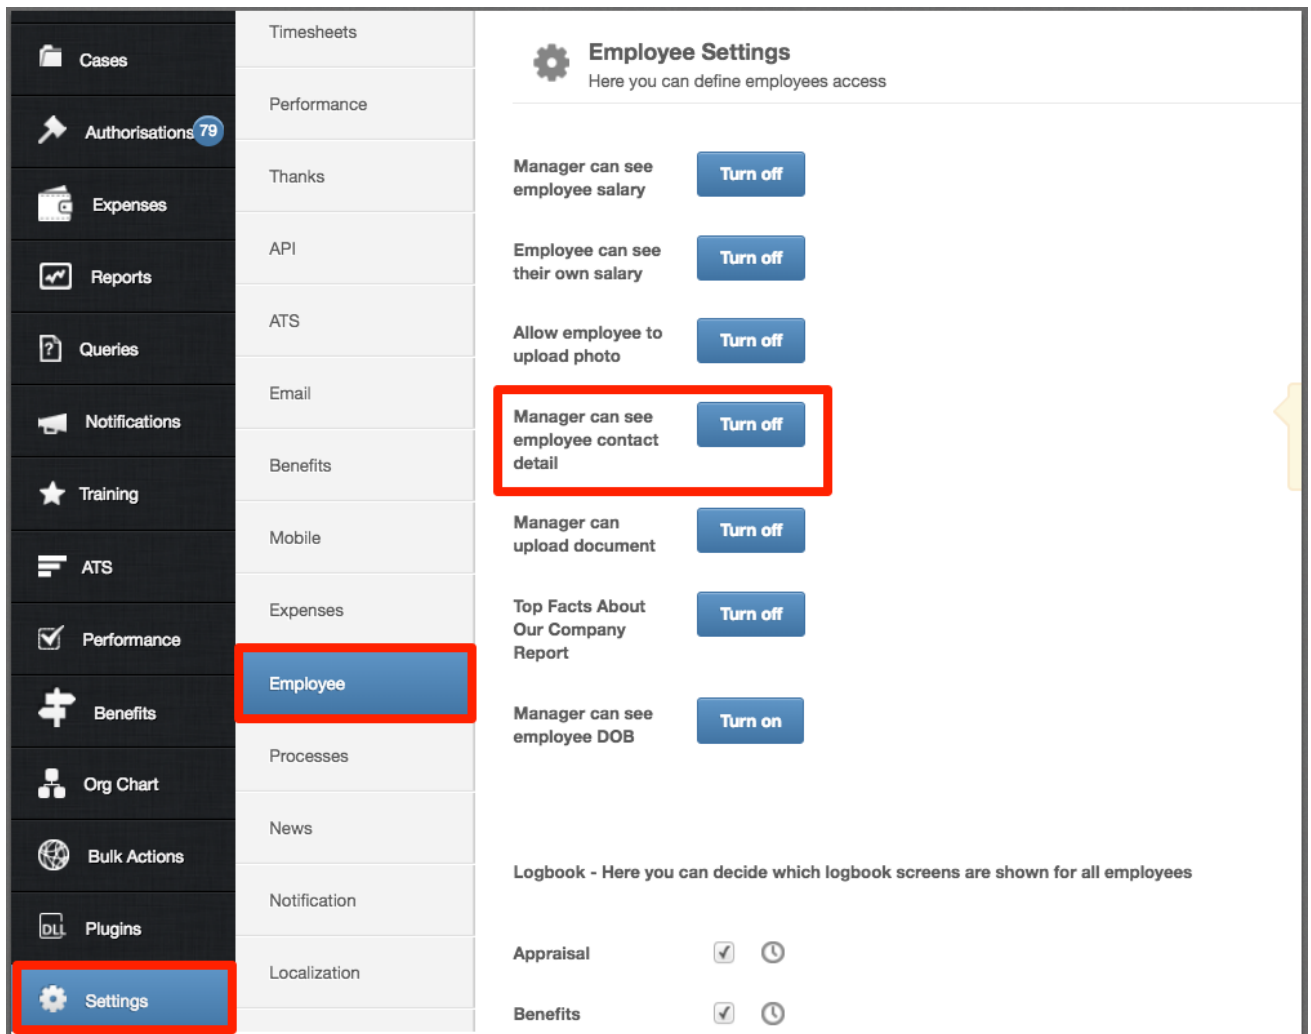 Cases
Authorisations 79
Expenses
Reports
Queries
Notifications
Training
ATS
Performance
Benefits
Org Chart
Bulk Actions
DLL Plugins
Settings
Timesheets
Performance
Thanks
API
ATS
Email
Benefits
Mobile
Expenses
Employee
Processes
News
Notification
Localization
Employee Settings
Here you can define employees access
Manager can see
employee salary
Turn off
Employee can see
their own salary
Turn off
Allow employee to
upload photo
Turn off
Manager can see
employee contact
detail
Turn off
Manager can
upload document
Turn off
Top Facts About
Our Company
Report
Turn off
Manager can see
employee DOB
Turn on
Logbook - Here you can decide which logbook screens are shown for all employees
Appraisal
Benefits